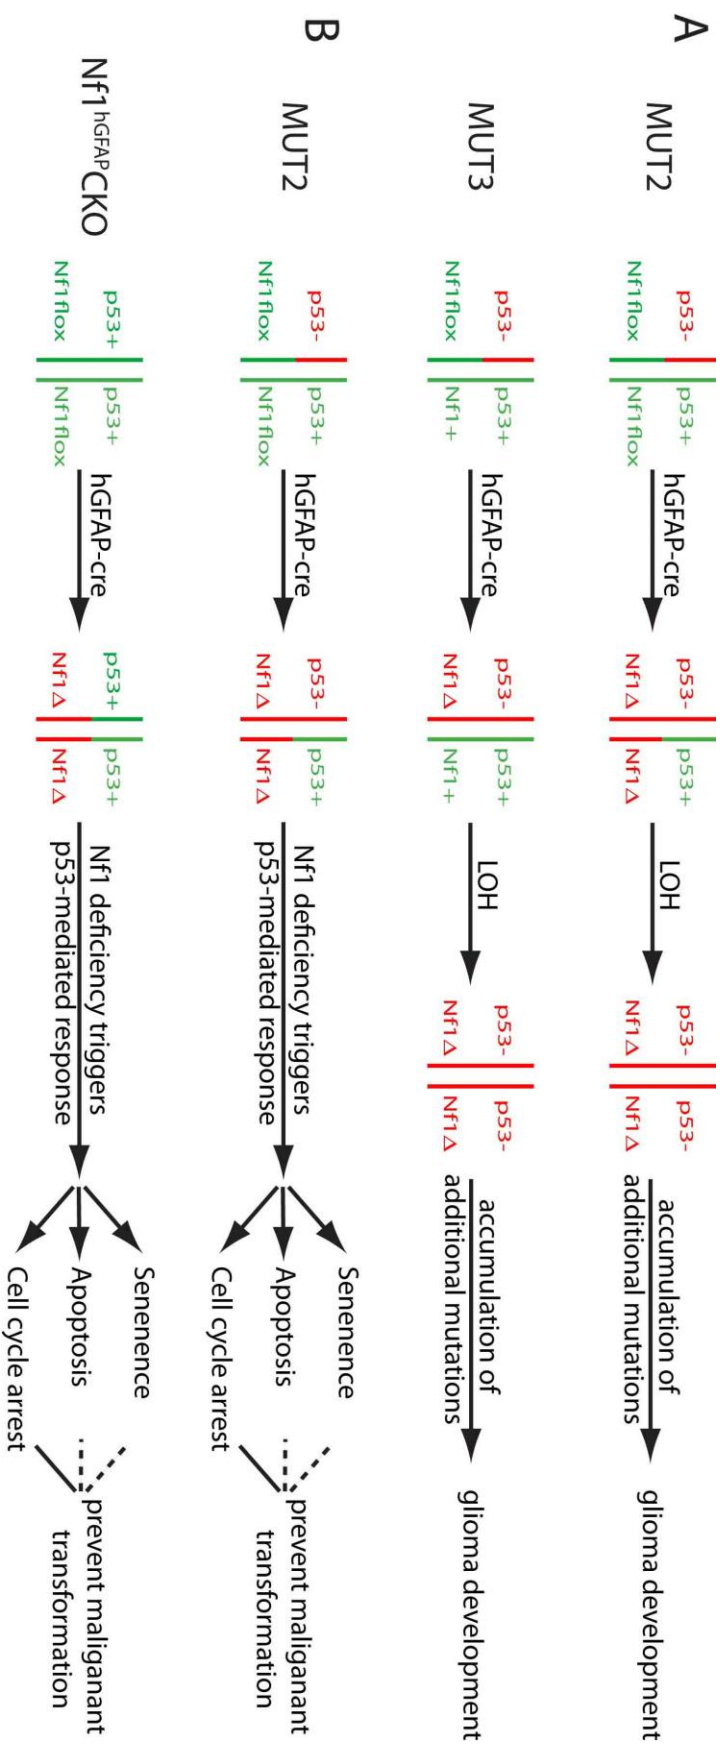 A
MUT2
p53-
Nf1flox
p53+
Nf1flox
hGFAP-cre
p53-
Nf1Δ
p53+
Nf1Δ
LOH
p53-
Nf1Δ
p53-
Nf1Δ
accumulation of
additional mutations
glioma development
MUT3
p53-
Nf1flox
p53+
Nf1+
hGFAP-cre
p53-
Nf1Δ
p53+
Nf1+
LOH
p53-
Nf1Δ
p53-
Nf1Δ
accumulation of
additional mutations
glioma development
B
MUT2
p53-
Nf1flox
p53+
Nf1flox
hGFAP-cre
p53-
Nf1Δ
p53+
Nf1Δ
Nf1 deficiency triggers
p53-mediated response
Senenence
Apoptosis
Cell cycle arrest
prevent maliganant
transformation
Nf1hGFAPCKO
p53+
Nf1flox
p53+
Nf1flox
hGFAP-cre
p53+
Nf1Δ
p53+
Nf1Δ
Nf1 deficiency triggers
p53-mediated response
Senenence
Apoptosis
Cell cycle arrest
prevent maliganant
transformation